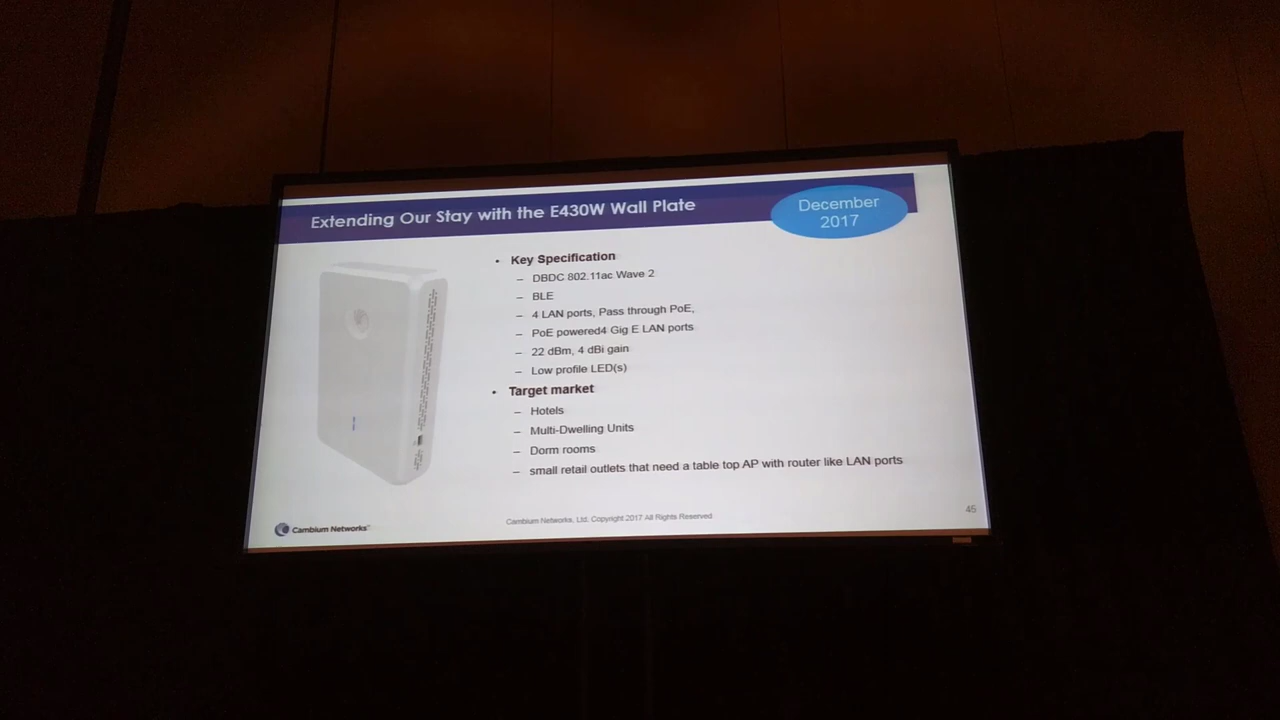 Extending Our Stay with the E430W Wall Plate
December
2017
• Key Specification
– DBDC 802.11ac Wave 2
– BLE
– 4 LAN ports, Pass through PoE,
– PoE powered4 Gig E LAN ports
– 22 dBm, 4 dBi gain
– Low profile LED(s)
• Target market
– Hotels
– Multi-Dwelling Units
– Dorm rooms
– small retail outlets that need a table top AP with router like LAN ports
Cambium Networks™
Cambium Networks, Ltd. Copyright 2017 All Rights Reserved
45